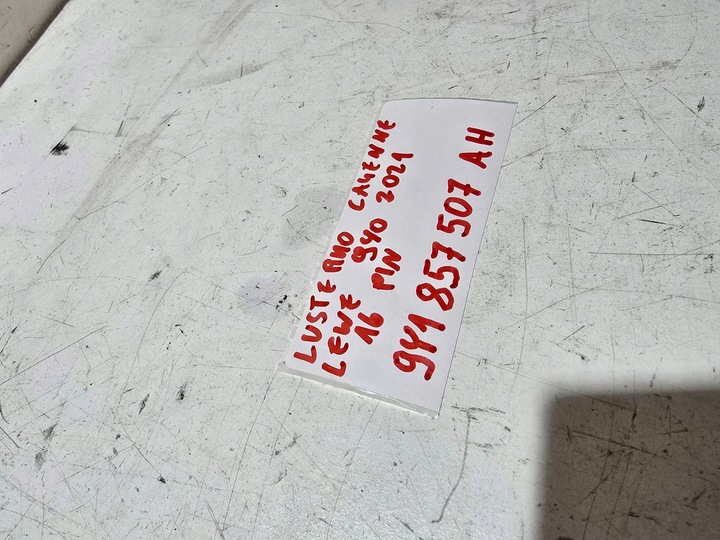 LUSTERKO CAYENNE
LEWE 9Y0 2021
16 PIN
9Y1 857 507 AH